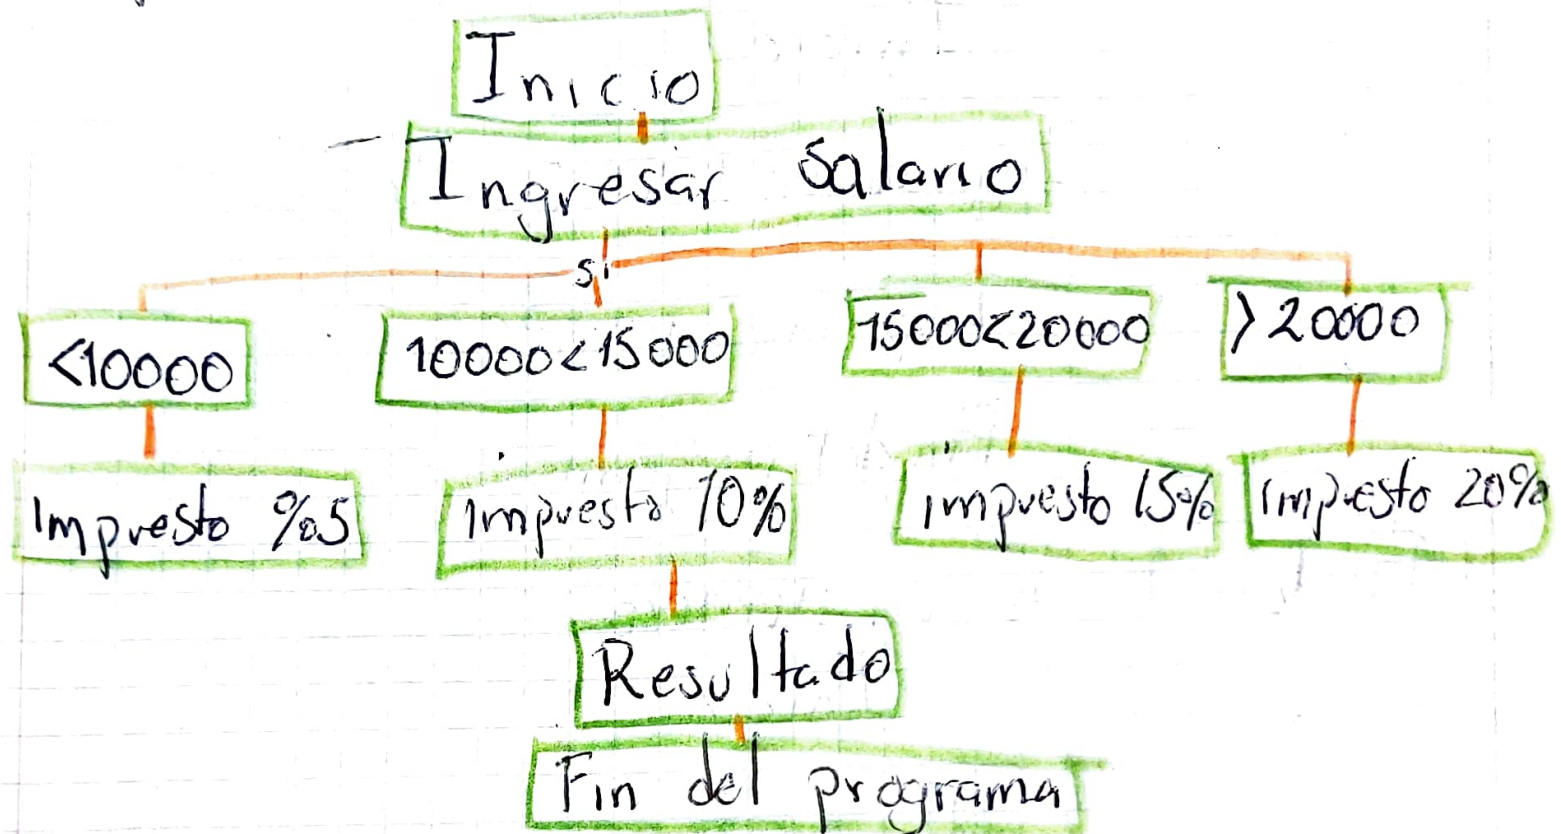 Inicio
Ingresar Salario
si
<10000
10000<15000
15000<20000
>20000
Impuesto %5
impuesto 10%
impuesto 15%
impuesto 20%
Resultado
Fin del programa